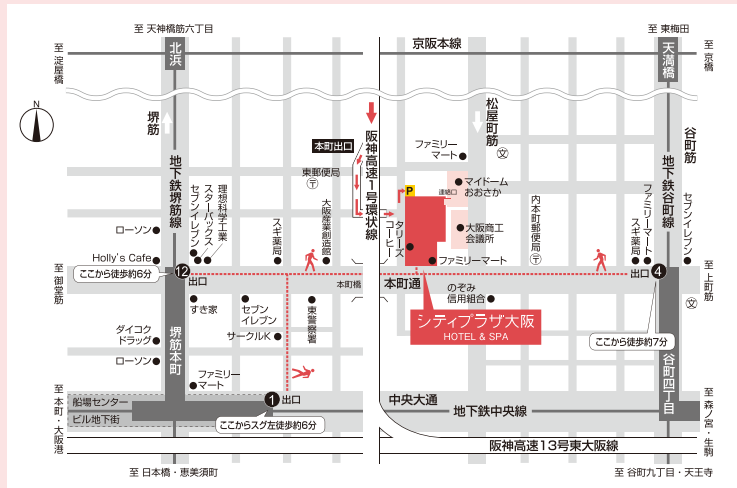 至 天神橋筋六丁目
至 東梅田
至 淀屋橋
北浜
京阪本線
天満橋
至 京橋
N
堺筋
本町出口
阪神高速1号環状線
松屋町筋
谷町筋
ファミリー
マート
文
地下鉄堺筋線
東郵便局
〒
P
連絡口
マイドーム
おおさか
地下鉄谷町線
ローソン
Holly's Cafe
セブンイレブン
スターバックス
理想科学工業
スギ薬局
大阪産業創造館
タリーズ
コーヒー
大阪商工
会議所
内本町郵便局
〒
スギ薬局
ファミリーマート
セブンイレブン
ファミリーマート
至 御堂筋
ここから徒歩約6分
12
出口
本町橋
本町通
出口
4
至 上町筋
すき家
セブン
イレブン
サークルK
東警察署
のぞみ
信用組合
シティプラザ大阪
HOTEL & SPA
ここから徒歩約7分
文
ダイコク
ドラッグ
ローソン
堺筋本町
ファミリー
マート
谷町四丁目
至 本町・大阪港
船場センター
ビル地下街
1
出口
ここからスグ左徒歩約6分
中央大通
地下鉄中央線
至 森ノ宮・生駒
阪神高速13号東大阪線
至 日本橋・恵美須町
至 谷町九丁目・天王寺